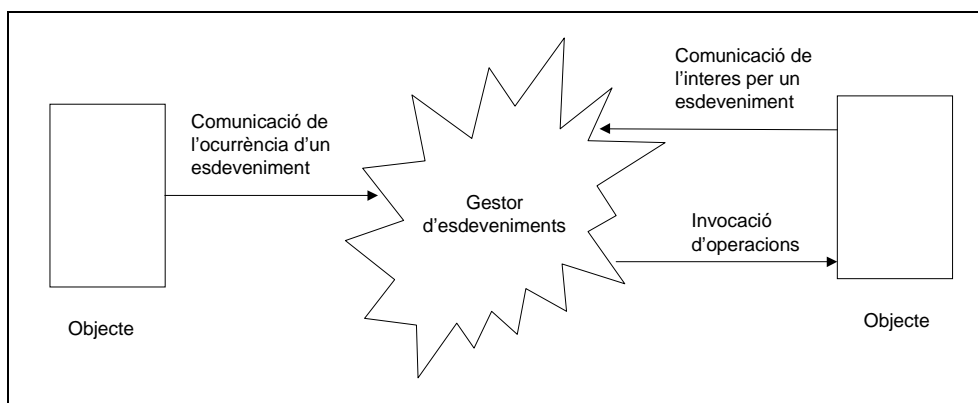 Comunicació de
l'ocurrència d'un
esdeveniment
Objecte
Gestor
d'esdeveniments
Comunicació de
l'interes per un
esdeveniment
Invocació
d'operacions
Objecte